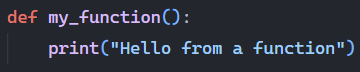 def my_function():
    print("Hello from a function")